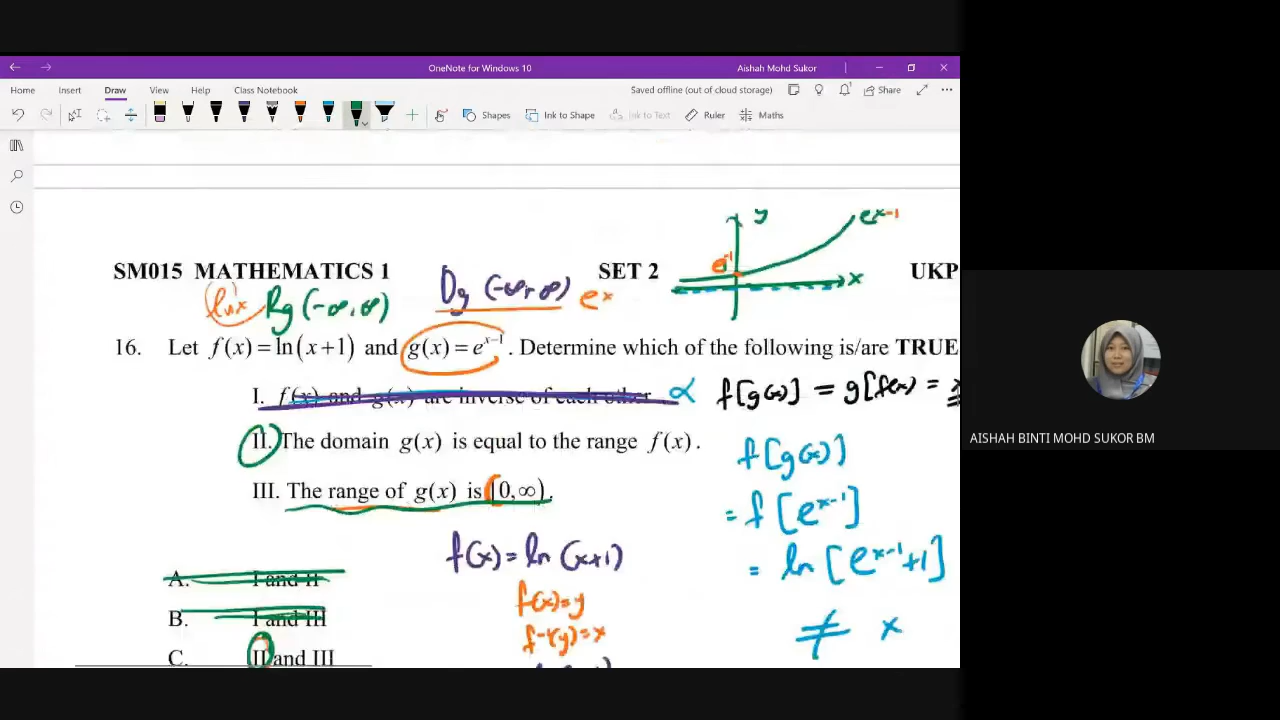 OneNote for Windows 10
Aishah Mohd Sukor
Home Insert Draw View Help Class Notebook
Saved offline (out of cloud storage)
Share
Shapes
Ink to Shape
Ink to Text
Ruler
Maths
y
e^{x-1}
e^{-1}
x
SM015 MATHEMATICS 1
SET 2
UKP
ln x Rg (-∞, ∞)
Dg (-∞, ∞) e^x
16. Let f(x) = ln(x+1) and g(x) = e^{x-1}. Determine which of the following is/are TRUE
I. f(x) and g(x) are inverse of each other.
α f[g(x)] = g[f(x) = x
II. The domain g(x) is equal to the range f(x).
III. The range of g(x) is [0,∞).
f[g(x)]
= f[e^{x-1}]
= ln[e^{x-1}+1]
≠ x
f(x) = ln (x+1)
f(x)=y
f-1(y)=x
A. I and II
B. I and III
C. II and III
AISHAH BINTI MOHD SUKOR BM